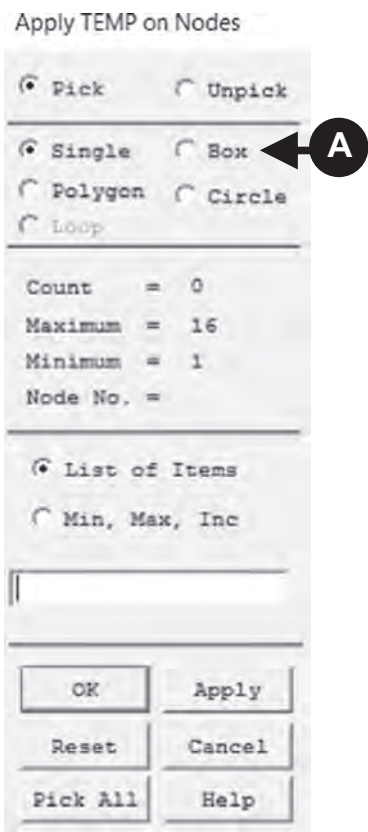 Apply TEMP on Nodes
Pick Unpick
Single Box A
Polygon Circle
Loop
Count = 0
Maximum = 16
Minimum = 1
Node No. =
List of Items
Min, Max, Inc
OK Apply
Reset Cancel
Pick All Help